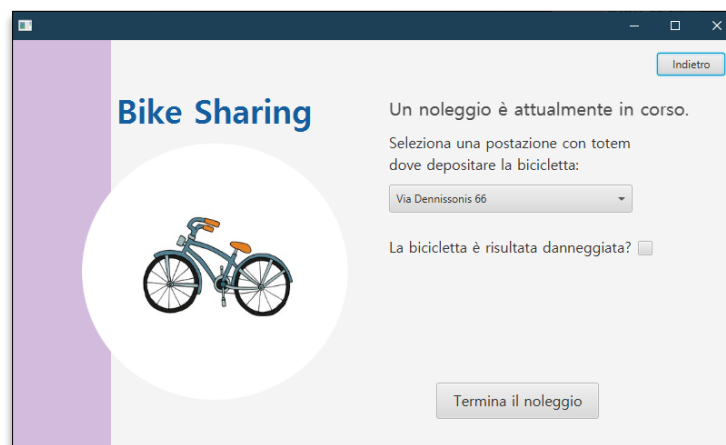 Indietro
Bike Sharing
Un noleggio è attualmente in corso.
Seleziona una postazione con totem
dove depositare la bicicletta:
Via Dennissonis 66
La bicicletta è risultata danneggiata?
Termina il noleggio